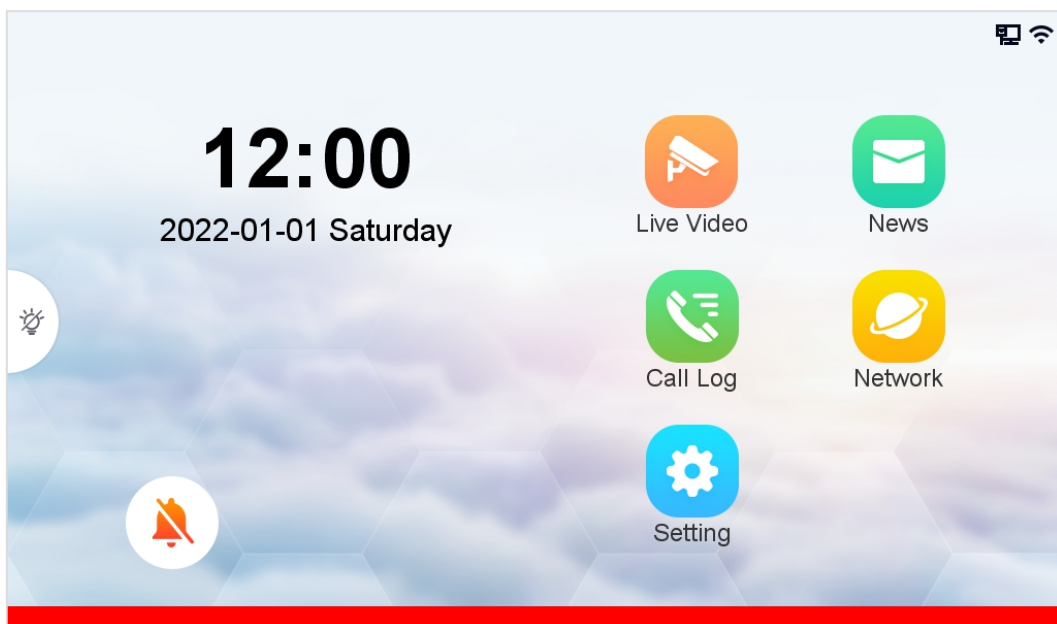 12:00
2022-01-01 Saturday
Live Video
News
Call Log
Network
Setting